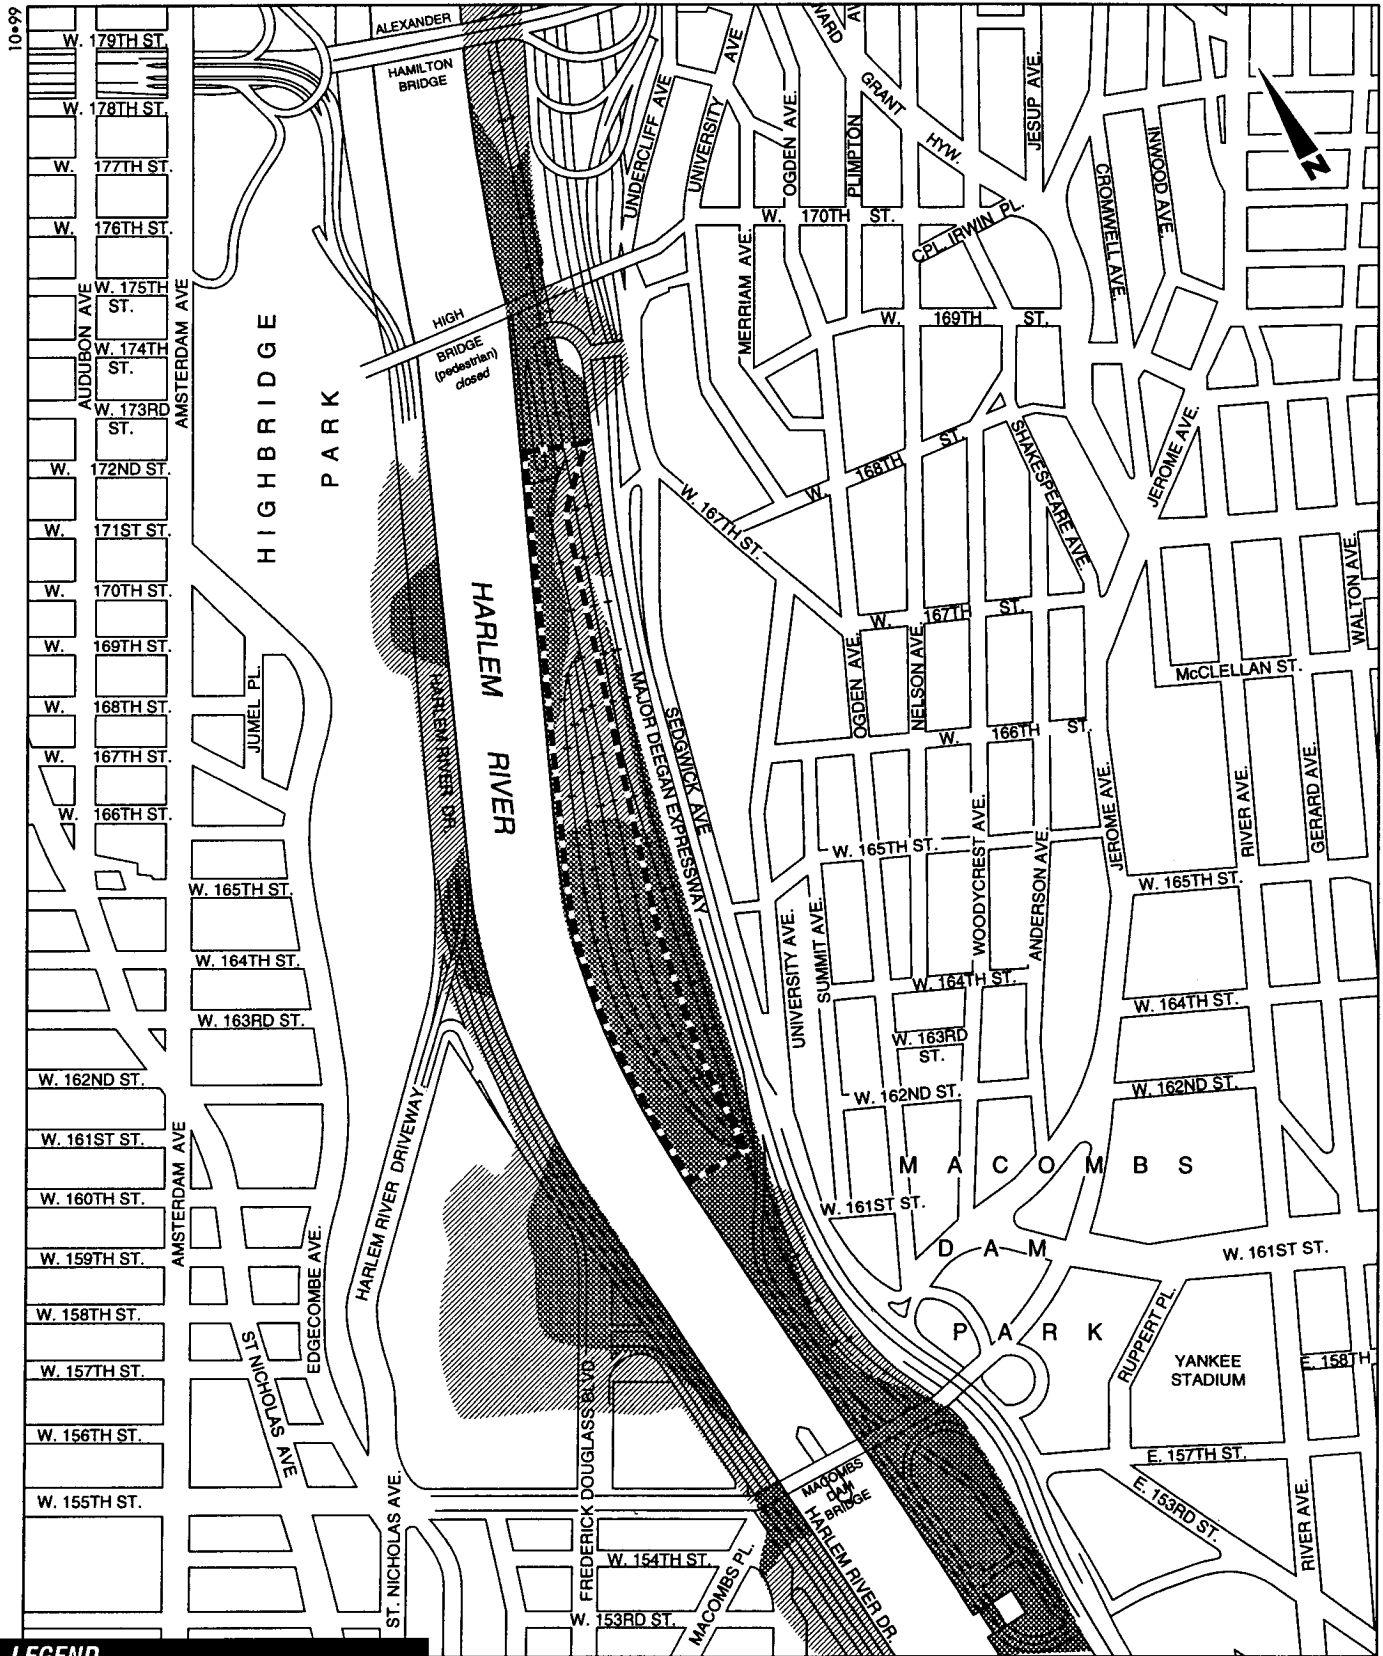 10•99
W. 179TH ST.
W. 178TH ST.
W. 177TH ST.
W. 176TH ST.
W. 175TH
ST.
W. 174TH
ST.
W. 173RD
ST.
W. 172ND ST.
W. 171ST ST.
W. 170TH ST.
W. 169TH ST.
W. 168TH ST.
W. 167TH ST.
W. 166TH ST.
W. 165TH ST.
W. 164TH ST.
W. 163RD ST.
W. 162ND ST.
W. 161ST ST.
W. 160TH ST.
W. 159TH ST.
W. 158TH ST.
W. 157TH ST.
W. 156TH ST.
W. 155TH ST.
W. 154TH ST.
W. 153RD ST.
AUDUBON AVE
AMSTERDAM AVE
AMSTERDAM AVE
JUMEL PL.
EDGECOMBE AVE.
ST NICHOLAS AVE
ST. NICHOLAS AVE.
HARLEM RIVER DRIVEWAY
FREDERICK DOUGLASS BLVD
MACOMBS PL.
HIGHBRIDGE
PARK
ALEXANDER
HAMILTON
BRIDGE
HIGH
BRIDGE
(pedestrian)
closed
HARLEM RIVER
HARLEM RIVER DR.
HARLEM RIVER DR.
MACOMBS
DAM
BRIDGE
MAJOR DEEGAN EXPRESSWAY
SEDGWICK AVE
UNDERCLIFF AVE
UNIVERSITY AVE
OGDEN AVE.
PLIMPTON AV
WARD
GRANT HYW.
JESUP AVE.
CROMWELL AVE.
INWOOD AVE.
N
W. 170TH ST.
CPL. IRWIN PL.
MERRIAM AVE.
W. 169TH ST.
W. 168TH ST.
SHAKESPEARE AVE.
JEROME AVE.
W. 167TH ST.
W. 167TH ST.
WALTON AVE.
McCLELLAN ST.
OGDEN AVE.
NELSON AVE.
W. 166TH ST.
JEROME AVE.
RIVER AVE.
GERARD AVE.
W. 165TH ST.
WOODYCREST AVE.
ANDERSON AVE.
W. 165TH ST.
UNIVERSITY AVE.
SUMMIT AVE.
W. 164TH ST.
W. 164TH ST.
W. 163RD
ST.
W. 162ND ST.
W. 162ND ST.
MACOMBS
DAM
PARK
W. 161ST ST.
W. 161ST ST.
RUPPERT PL.
YANKEE
STADIUM
E. 158TH
E. 157TH ST.
E. 153RD ST.
RIVER AVE.
LEGEND